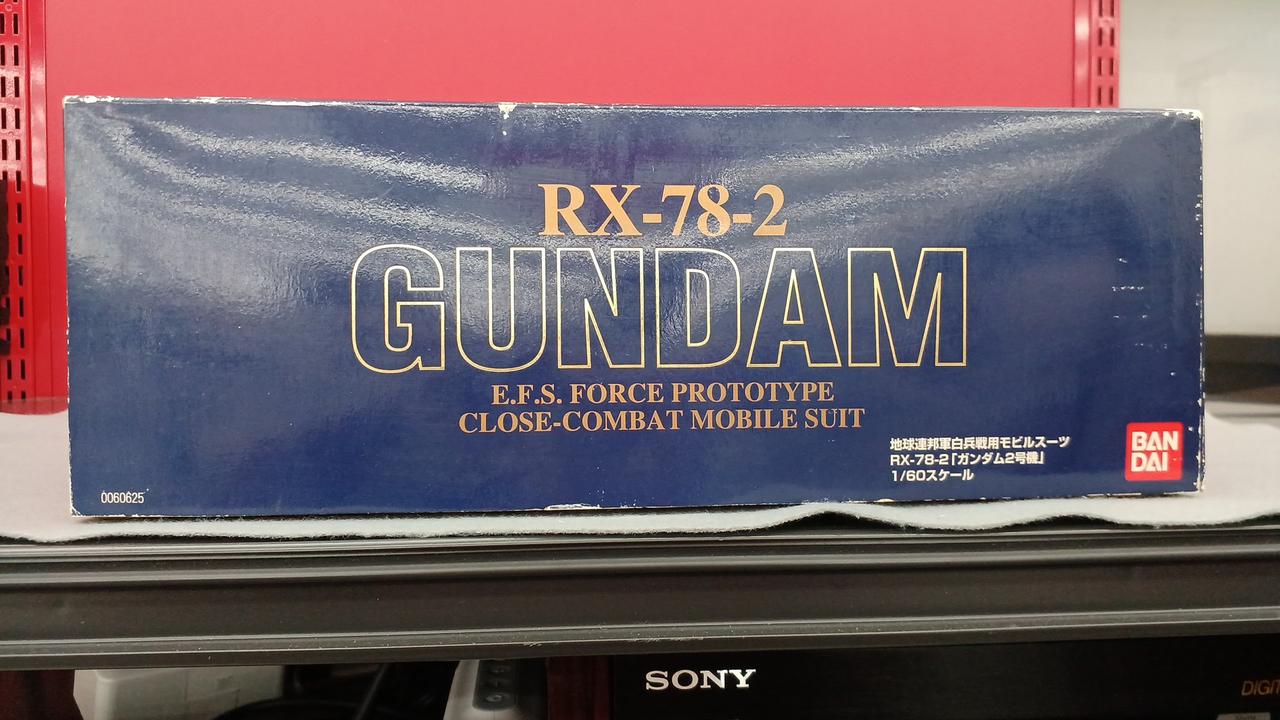 RX-78-2
GUNDAM
E.F.S. FORCE PROTOTYPE
CLOSE-COMBAT MOBILE SUIT
地球連邦軍白兵戦用モビルスーツ
RX-78-2「ガンダム2号機」
1/60スケール
BAN
DAI
0060625
SONY